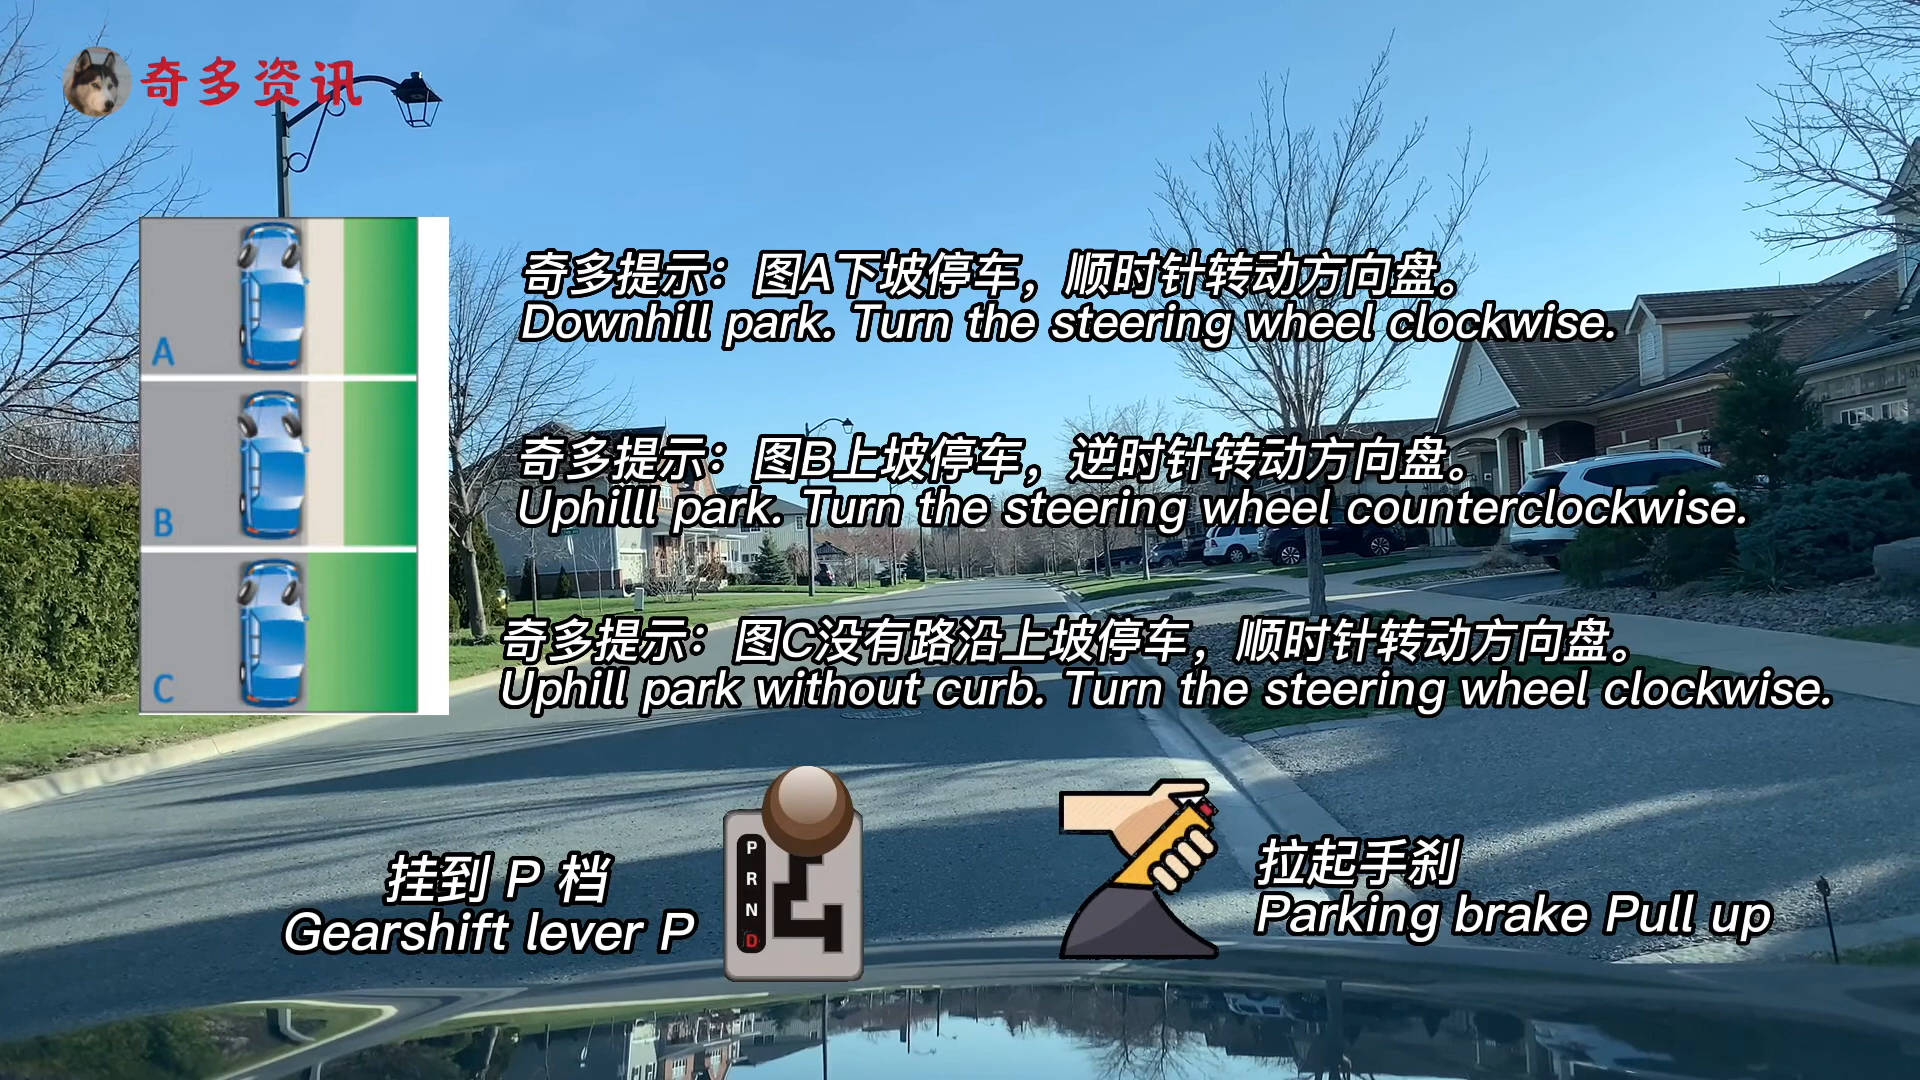 奇多资讯
A
奇多提示：图A下坡停车，顺时针转动方向盘。
Downhill park. Turn the steering wheel clockwise.
B
奇多提示：图B上坡停车，逆时针转动方向盘。
Uphilll park. Turn the steering wheel counterclockwise.
C
奇多提示：图C没有路沿上坡停车，顺时针转动方向盘。
Uphill park without curb. Turn the steering wheel clockwise.
挂到 P 档
Gearshift lever P
P
R
N
D
拉起手刹
Parking brake Pull up